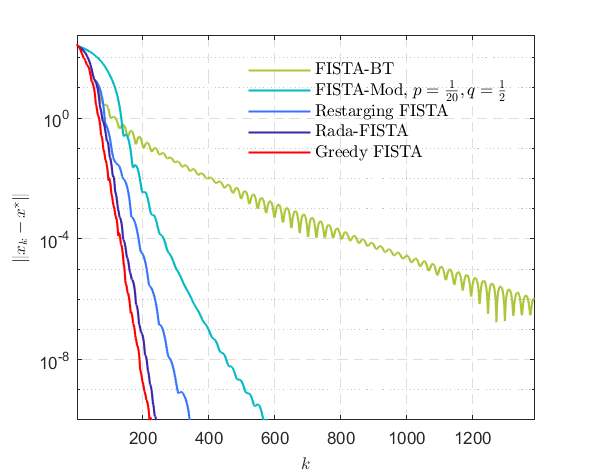 FISTA-BT
FISTA-Mod, p = 1/20, q = 1/2
Restarging FISTA
Rada-FISTA
Greedy FISTA
10^0
10^-4
10^-8
‖x_k − x*‖
200 400 600 800 1000 1200
k